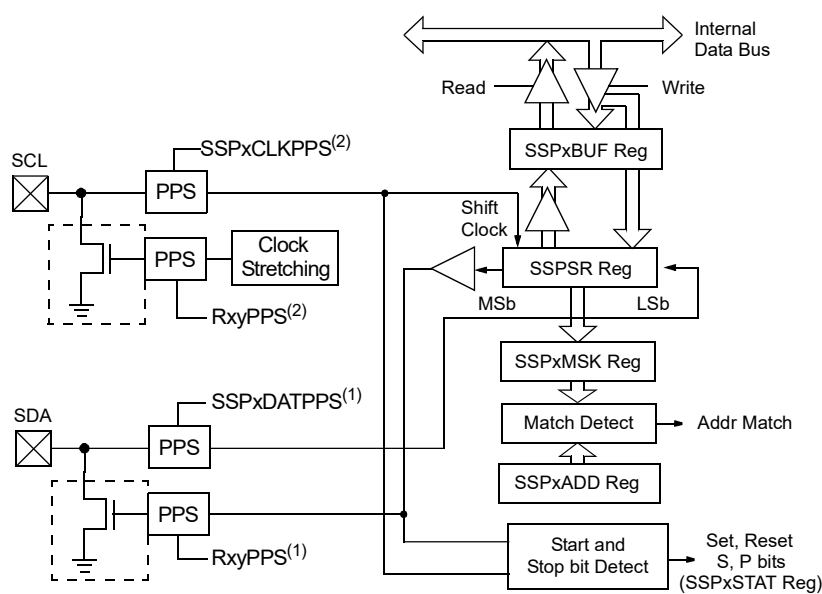 Internal
Data Bus
Read
Write
SSPxBUF Reg
SSPxCLKPPS(2)
SCL
PPS
Shift
Clock
PPS
Clock
Stretching
SSPSR Reg
MSb
LSb
RxyPPS(2)
SSPxMSK Reg
SSPxDATPPS(1)
SDA
PPS
Match Detect
Addr Match
SSPxADD Reg
PPS
RxyPPS(1)
Start and
Stop bit Detect
Set, Reset
S, P bits
(SSPxSTAT Reg)